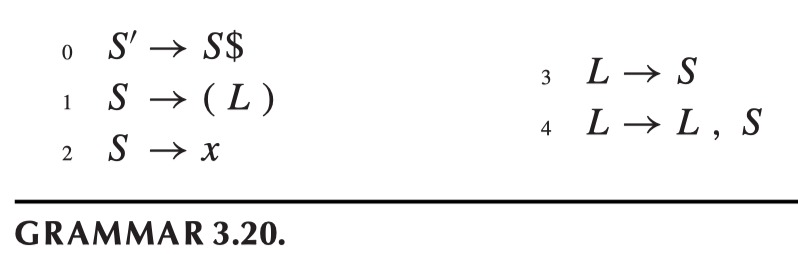 0 S′ → S$
1 S → ( L )
2 S → x
3 L → S
4 L → L , S
GRAMMAR 3.20.